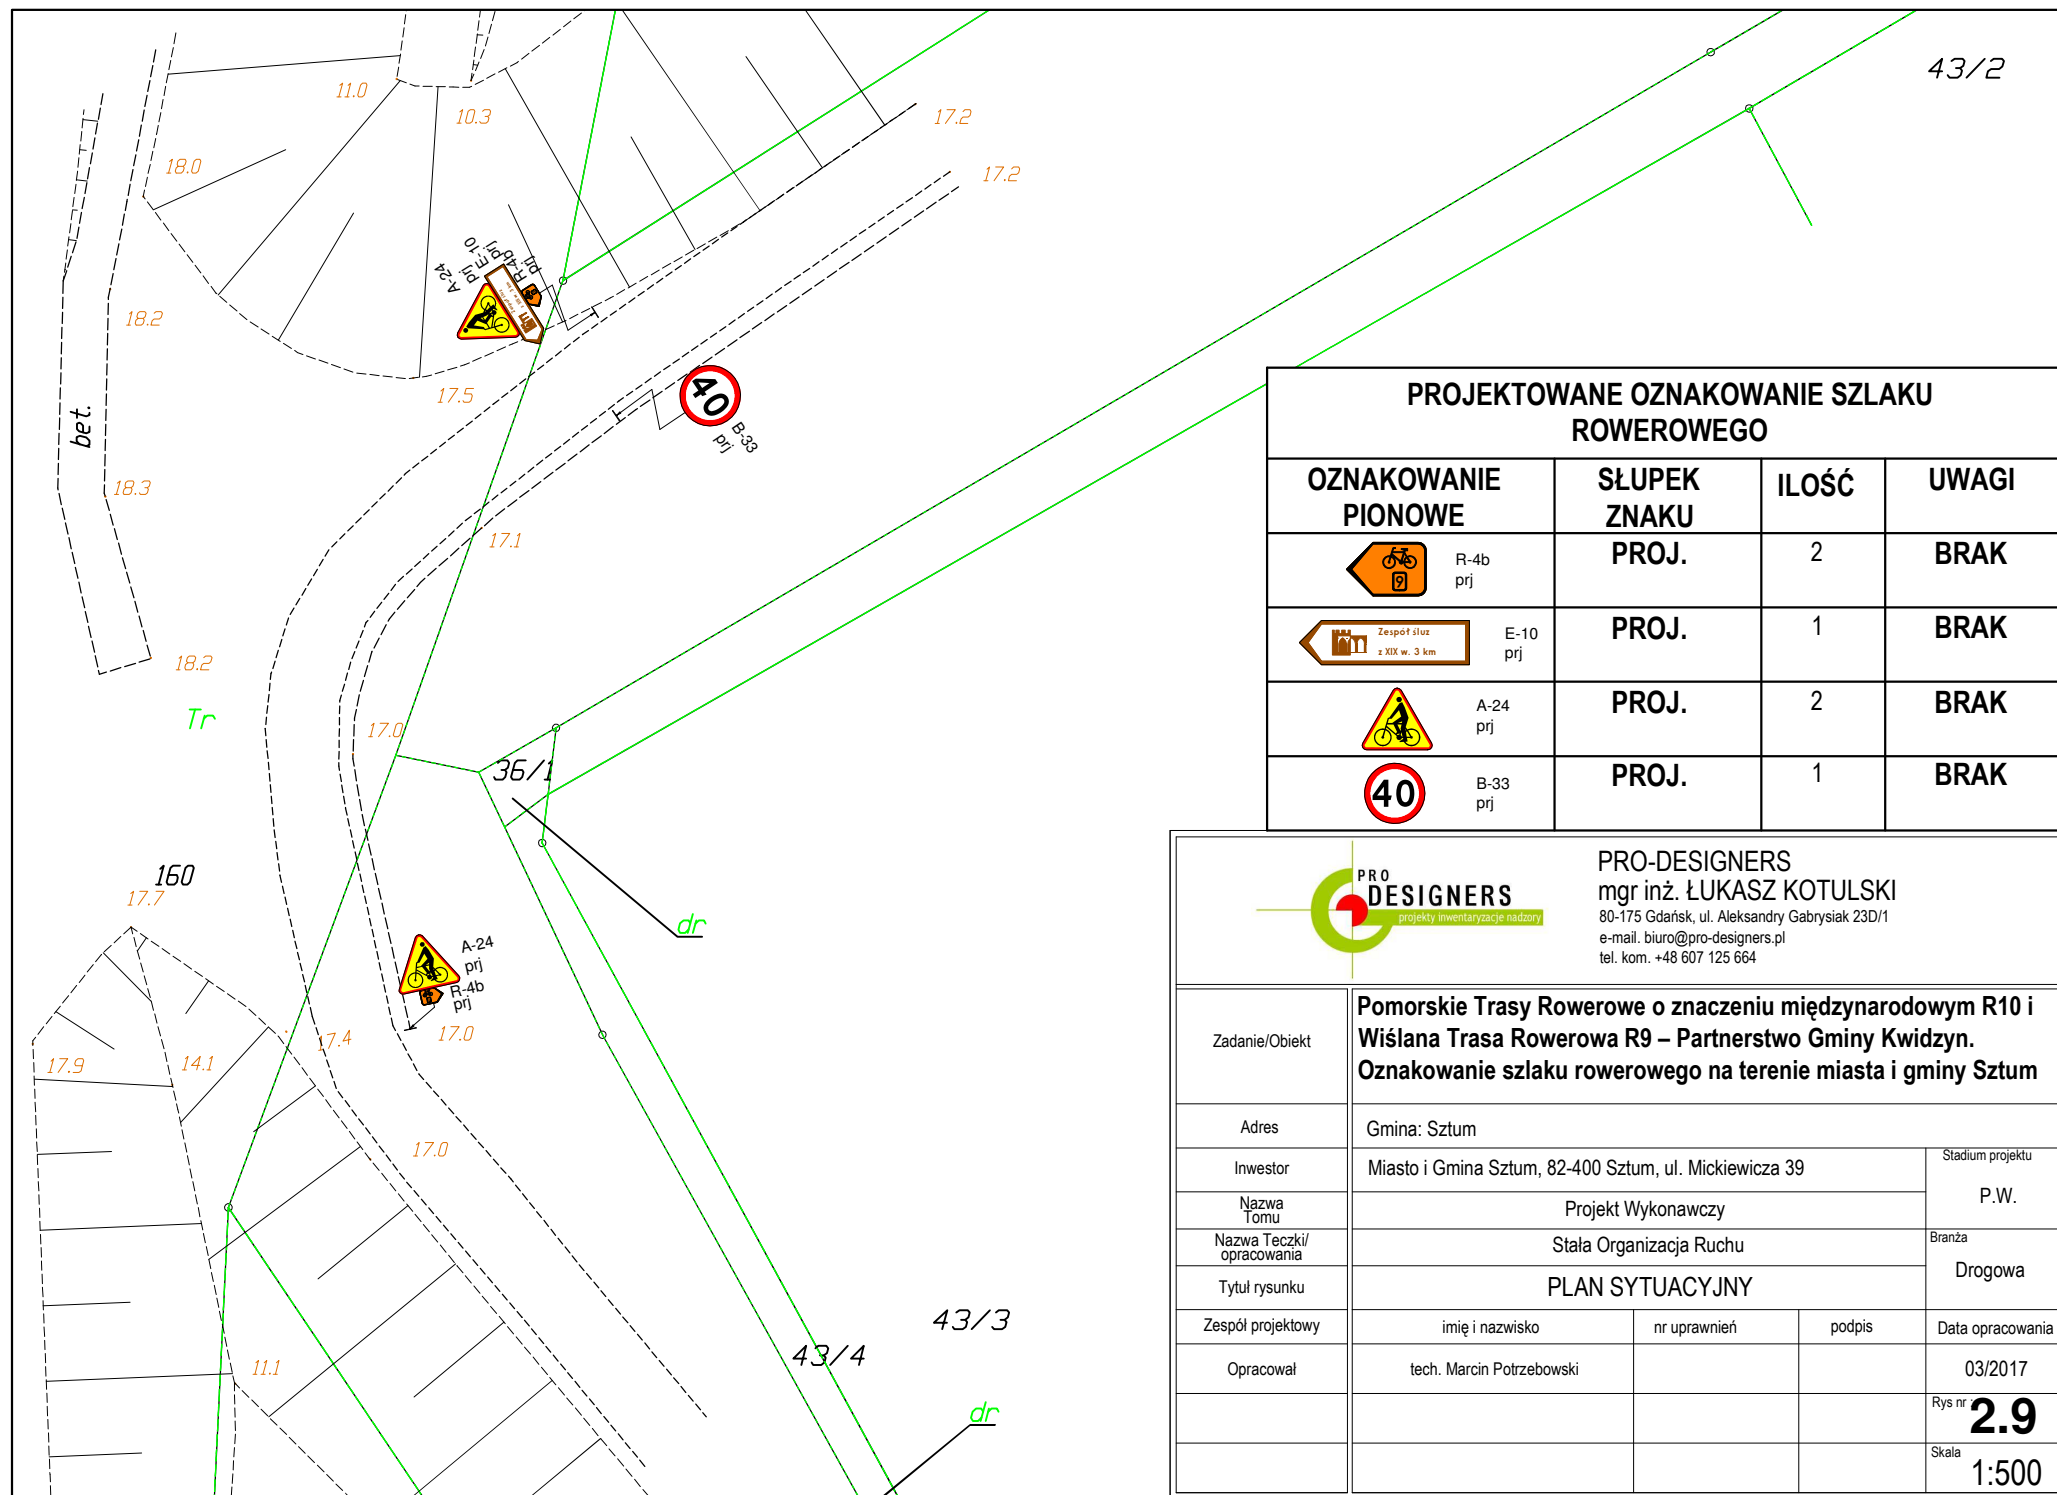 43/2
11.0
10.3
17.2
18.0
17.2
A-24
prj
E-10
prj
R-4b
prj
18.2
17.5
40
B-33
prj
bet.
18.3
17.1
18.2
Tr
17.0
36/1
160
17.7
dr
A-24
prj
R-4b
prj
17.0
17.4
17.9
14.1
17.0
11.1
43/3
43/4
dr
PROJEKTOWANE OZNAKOWANIE SZLAKU
ROWEROWEGO
OZNAKOWANIE
PIONOWE
SŁUPEK
ZNAKU
ILOŚĆ
UWAGI
9
R-4b
prj
PROJ.
2
BRAK
Zespół śluz
z XIX w. 3 km
E-10
prj
PROJ.
1
BRAK
A-24
prj
PROJ.
2
BRAK
40
B-33
prj
PROJ.
1
BRAK
PRO
DESIGNERS
projekty inwentaryzacje nadzory
PRO-DESIGNERS
mgr inż. ŁUKASZ KOTULSKI
80-175 Gdańsk, ul. Aleksandry Gabrysiak 23D/1
e-mail. biuro@pro-designers.pl
tel. kom. +48 607 125 664
Zadanie/Obiekt
Pomorskie Trasy Rowerowe o znaczeniu międzynarodowym R10 i
Wiślana Trasa Rowerowa R9 – Partnerstwo Gminy Kwidzyn.
Oznakowanie szlaku rowerowego na terenie miasta i gminy Sztum
Adres
Gmina: Sztum
Inwestor
Miasto i Gmina Sztum, 82-400 Sztum, ul. Mickiewicza 39
Stadium projektu
P.W.
Nazwa
Tomu
Projekt Wykonawczy
Nazwa Teczki/
opracowania
Stała Organizacja Ruchu
Branża
Drogowa
Tytuł rysunku
PLAN SYTUACYJNY
Zespół projektowy
imię i nazwisko
nr uprawnień
podpis
Data opracowania
Opracował
tech. Marcin Potrzebowski
03/2017
Rys nr :
2.9
Skala
1:500